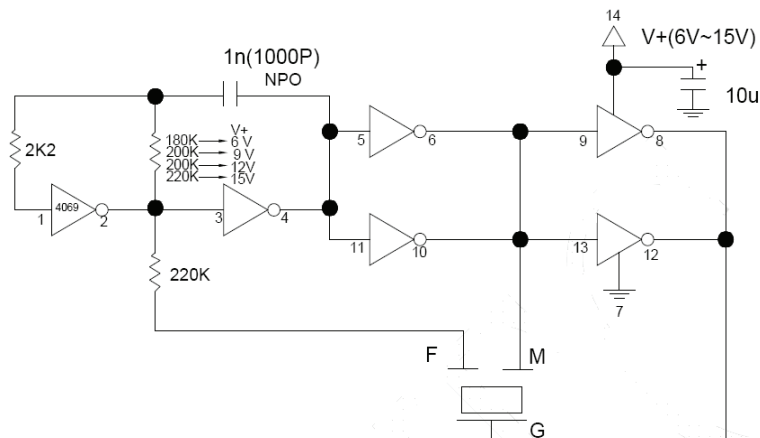 14
V+(6V~15V)
1n(1000P)
NPO
+
10u
2K2
V+
180K 6 V
200K 9 V
200K 12V
220K 15V
5
6
9
8
4069
1
2
3
4
11
10
13
12
7
220K
F
M
G